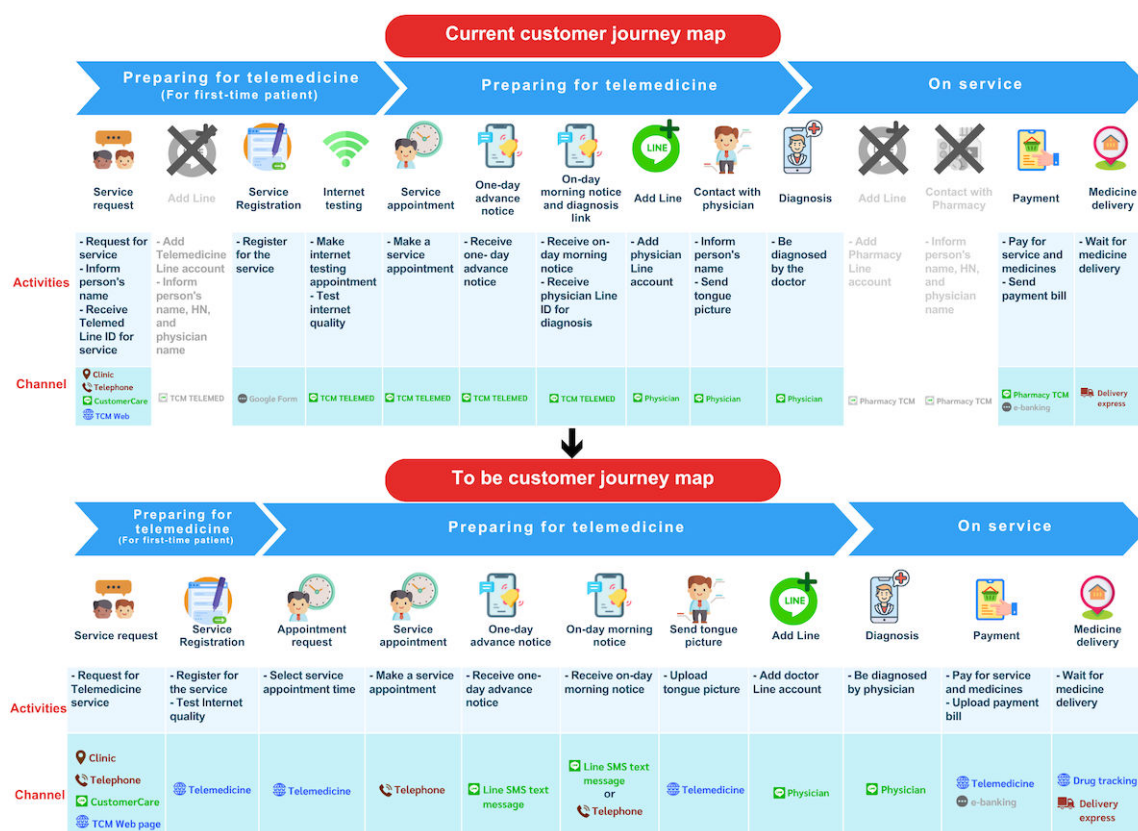 Current customer journey map
Preparing for telemedicine
(For first-time patient)
Preparing for telemedicine
On service
Service
request
Add Line
Service
Registration
Internet
testing
Service
appointment
One-day
advance
notice
On-day
morning notice
and diagnosis
link
Add Line
Contact with
physician
Diagnosis
Add Line
Contact with
Pharmacy
Payment
Medicine
delivery
Activities
- Request for
service
- Inform
person's
name
- Receive
Telemed
Line ID for
service
- Add
Telemedicine
Line account
- Inform
person's
name, HN,
and
physician
name
- Register
for the
service
- Make
internet
testing
appointment
- Test
internet
quality
- Make a
service
appointment
- Receive
one- day
advance
notice
- Receive on-
day morning
notice
- Receive
physician Line
ID for
diagnosis
- Add
physician
Line
account
- Inform
person's
name
- Send
tongue
picture
- Be
diagnosed
by the
doctor
- Add
Pharmacy
Line
account
- Inform
person's
name, HN,
and
physician
name
- Pay for
service and
medicines
- Send
payment bill
- Wait for
medicine
delivery
Channel
Clinic
Telephone
CustomerCare
TCM Web
TCM TELEMED
Google Form
TCM TELEMED
TCM TELEMED
TCM TELEMED
TCM TELEMED
Physician
Physician
Physician
Pharmacy TCM
Pharmacy TCM
Pharmacy TCM
e-banking
Delivery
express
To be customer journey map
Preparing for
telemedicine
(For first-time patient)
Preparing for telemedicine
On service
Service request
Service
Registration
Appointment
request
Service
appointment
One-day
advance notice
On-day morning
notice
Send tongue
picture
LINE
Add Line
Diagnosis
Payment
Medicine
delivery
Activities
- Request for
Telemedicine
service
- Register for
the service
- Test Internet
quality
- Select service
appointment time
- Make a service
appointment
- Receive one-
day advance
notice
- Receive on-day
morning notice
- Upload
tongue picture
- Add doctor
Line account
- Be diagnosed
by physician
- Pay for service
and medicines
- Upload payment
bill
- Wait for
medicine
delivery
Channel
Clinic
Telephone
CustomerCare
TCM Web page
Telemedicine
Telemedicine
Telephone
Line SMS text
message
Line SMS text
message
or
Telephone
Telemedicine
Physician
Physician
Telemedicine
e-banking
Drug tracking
Delivery
express